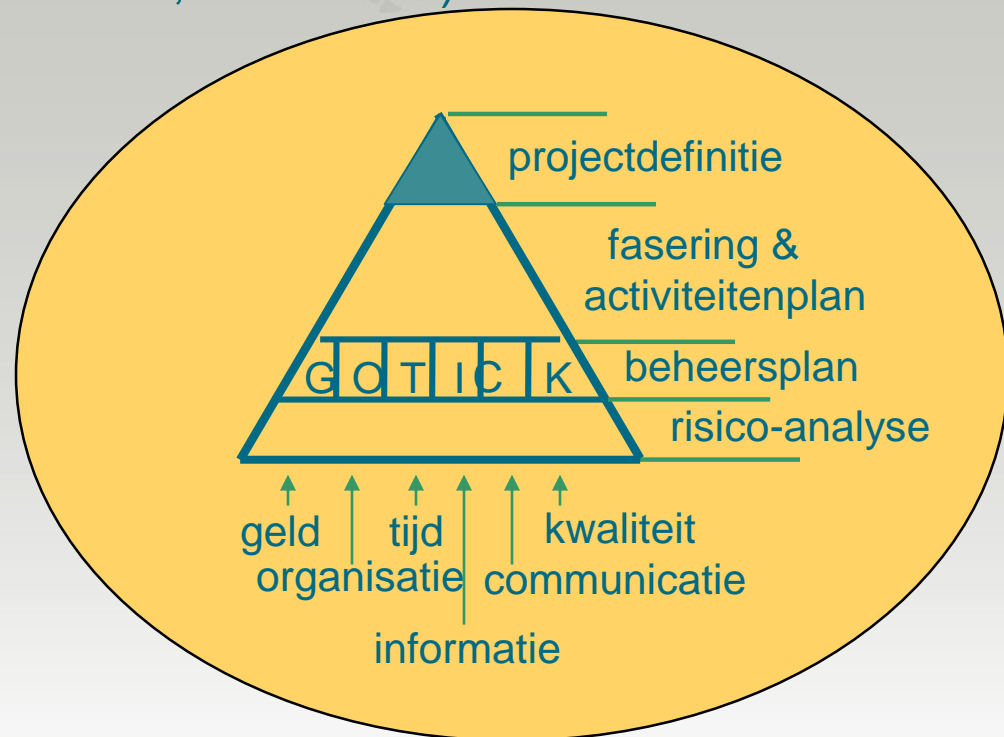 projectdefinitie
fasering &
activiteitenplan
G O T I C K
beheersplan
risico-analyse
geld
tijd
kwaliteit
organisatie
communicatie
informatie